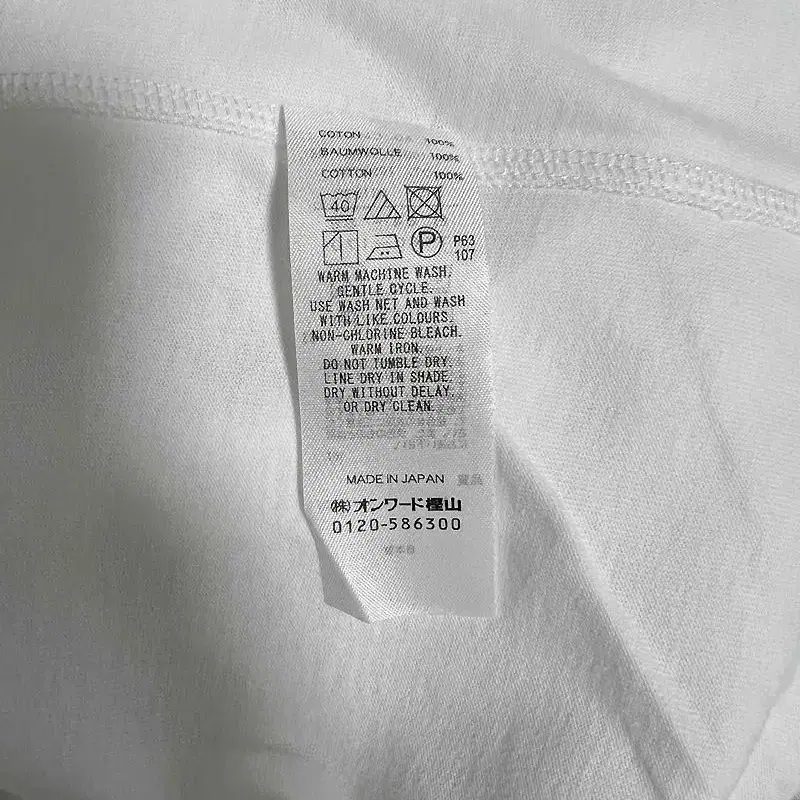 COTON 100%
BAUMWOLLE 100%
COTTON 100%
40
P P63
107
WARM MACHINE WASH.
GENTLE CYCLE.
USE WASH NET AND WASH
WITH LIKE COLOURS.
NON-CHLORINE BLEACH.
WARM IRON.
DO NOT TUMBLE DRY.
LINE DRY IN SHADE.
DRY WITHOUT DELAY.
OR DRY CLEAN.
MADE IN JAPAN
㈱オンワード樫山
0120-586300